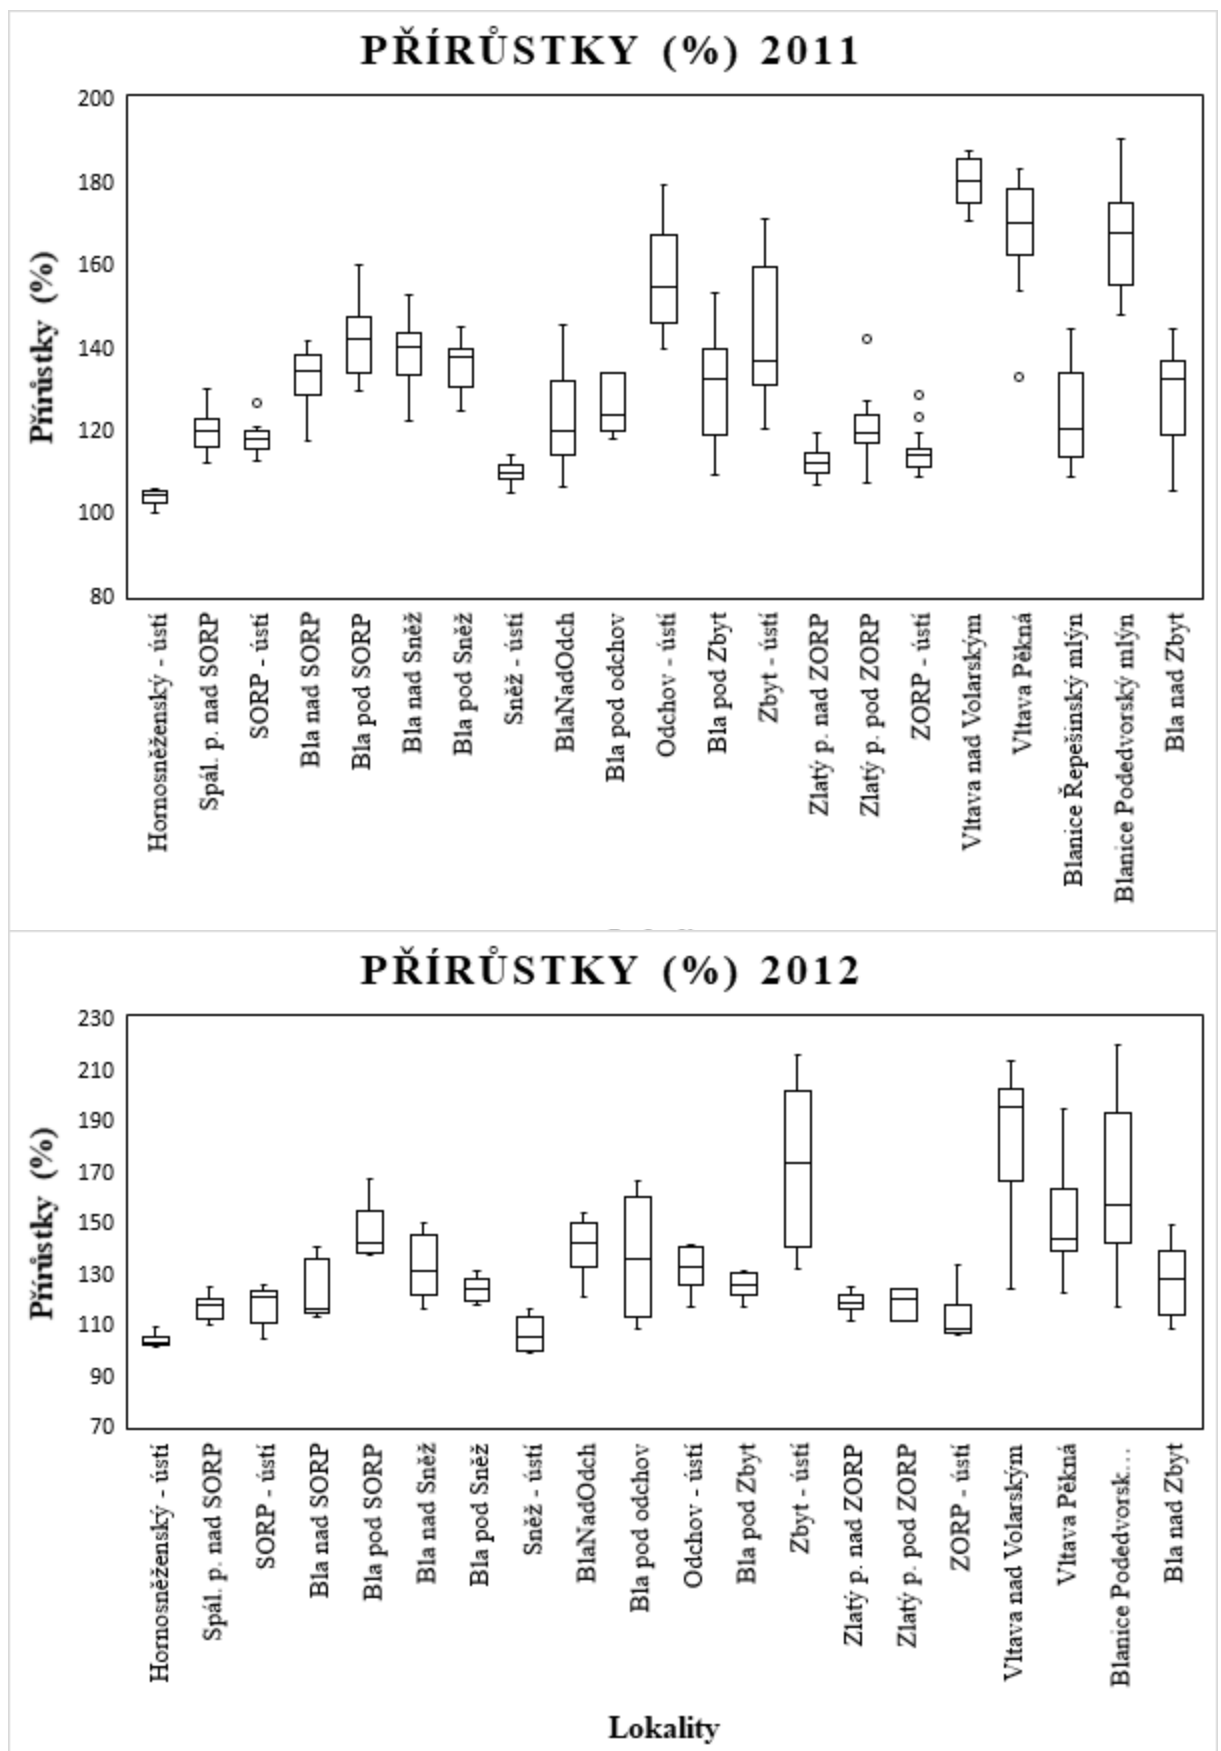 PŘÍRŮSTKY (%) 2011
Přírůstky (%)
200
180
160
140
120
100
80
Hornosněženský - ústí
Spál. p. nad SORP
SORP - ústí
Bla nad SORP
Bla pod SORP
Bla nad Sněž
Bla pod Sněž
Sněž - ústí
BlaNadOdch
Bla pod odchov
Odchov - ústí
Bla pod Zbyt
Zbyt - ústí
Zlatý p. nad ZORP
Zlatý p. pod ZORP
ZORP - ústí
Vltava nad Volarským
Vltava Pěkná
Blanice Řepešínský mlýn
Blanice Podedvorský mlýn
Bla nad Zbyt
PŘÍRŮSTKY (%) 2012
Přírůstky (%)
230
210
190
170
150
130
110
90
70
Hornosněženský - ústí
Spál. p. nad SORP
SORP - ústí
Bla nad SORP
Bla pod SORP
Bla nad Sněž
Bla pod Sněž
Sněž - ústí
BlaNadOdch
Bla pod odchov
Odchov - ústí
Bla pod Zbyt
Zbyt - ústí
Zlatý p. nad ZORP
Zlatý p. pod ZORP
ZORP - ústí
Vltava nad Volarským
Vltava Pěkná
Blanice Podedvorsk...
Bla nad Zbyt
Lokality